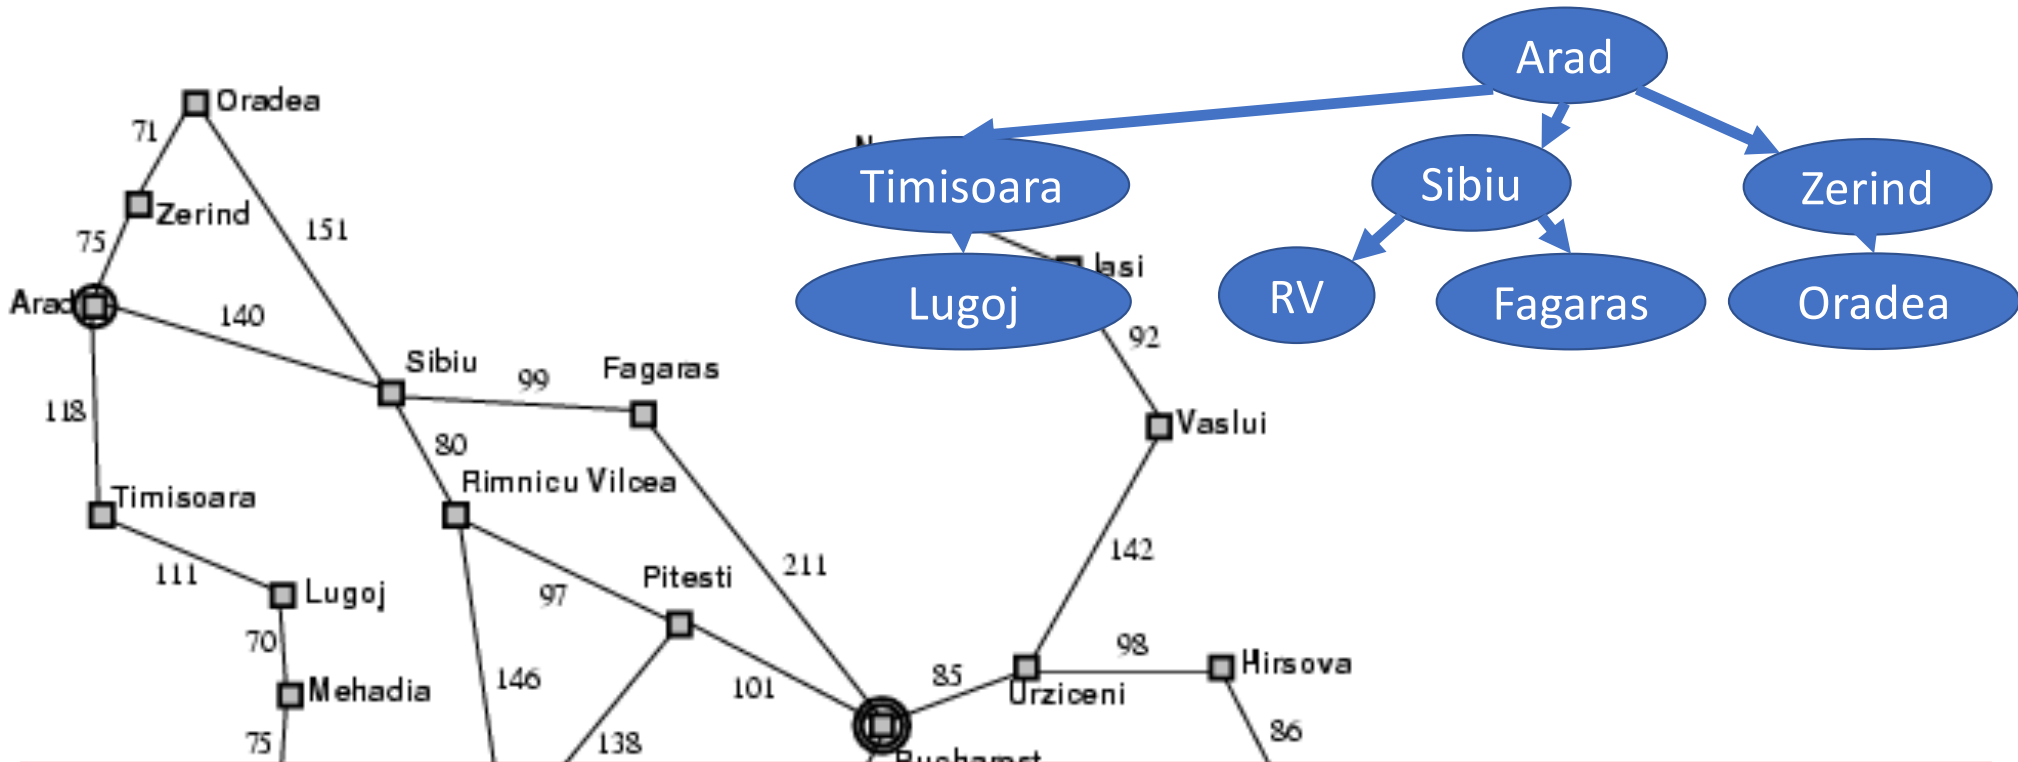 Arad
Oradea
71
Timisoara
Sibiu
Zerind
Zerind
151
75
Iasi
Lugoj
RV
Fagaras
Oradea
Arad
140
92
Sibiu
99
Fagaras
118
80
Vaslui
Rimnicu Vilcea
Timisoara
142
211
111
Lugoj
97
Pitesti
70
98
Mehadia
146
101
85
Urziceni
Hirsova
75
138
86
Bucharest